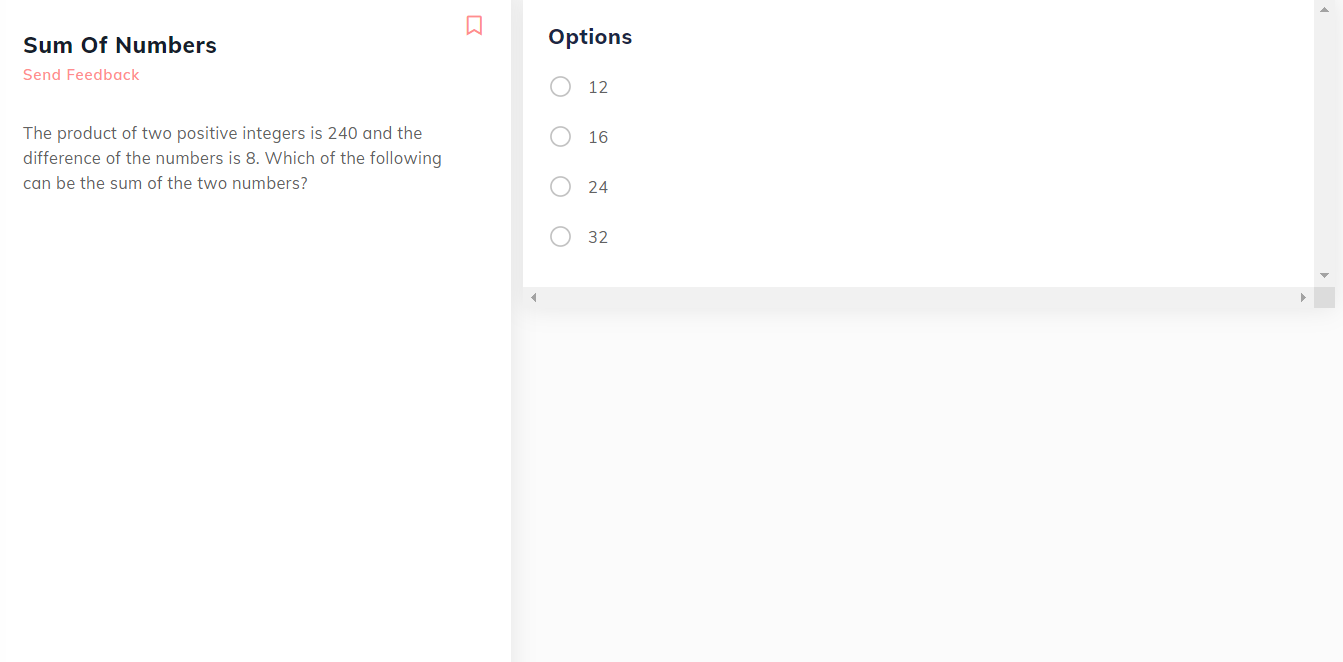 Sum Of Numbers
Send Feedback
The product of two positive integers is 240 and the
difference of the numbers is 8. Which of the following
can be the sum of the two numbers?
Options
12
16
24
32